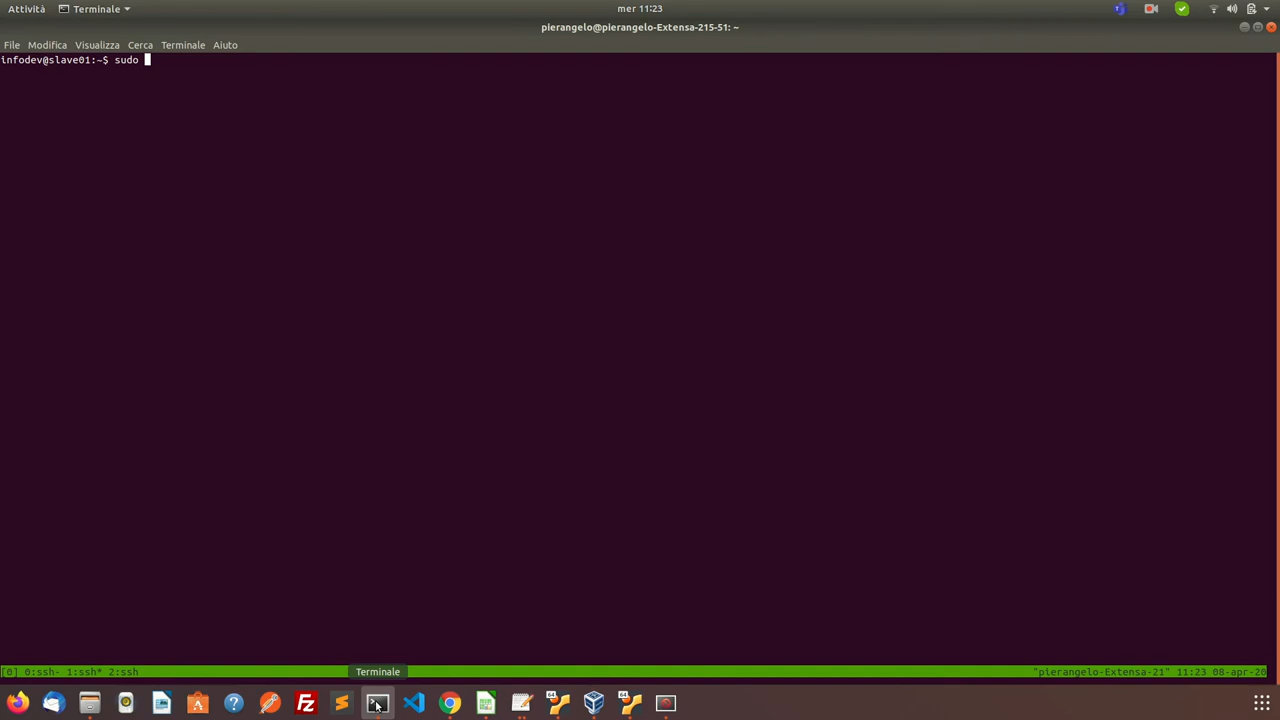 Attività Terminale mer 11:23
pierangelo@pierangelo-Extensa-215-51: ~
File Modifica Visualizza Cerca Terminale Aiuto
infodev@slave01:~$ sudo
[0] 0:ssh- 1:ssh* 2:ssh "pierangelo-Extensa-21" 11:23 08-apr-20
Terminale